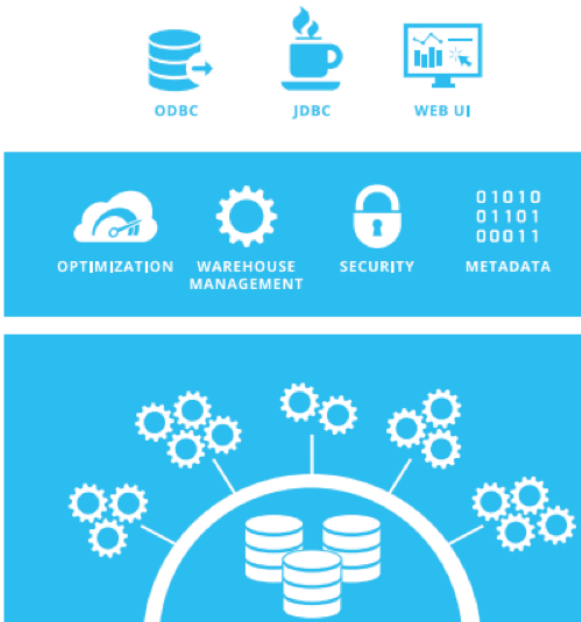 ODBC
JDBC
WEB UI
01010
01101
00011
OPTIMIZATION
WAREHOUSE
MANAGEMENT
SECURITY
METADATA